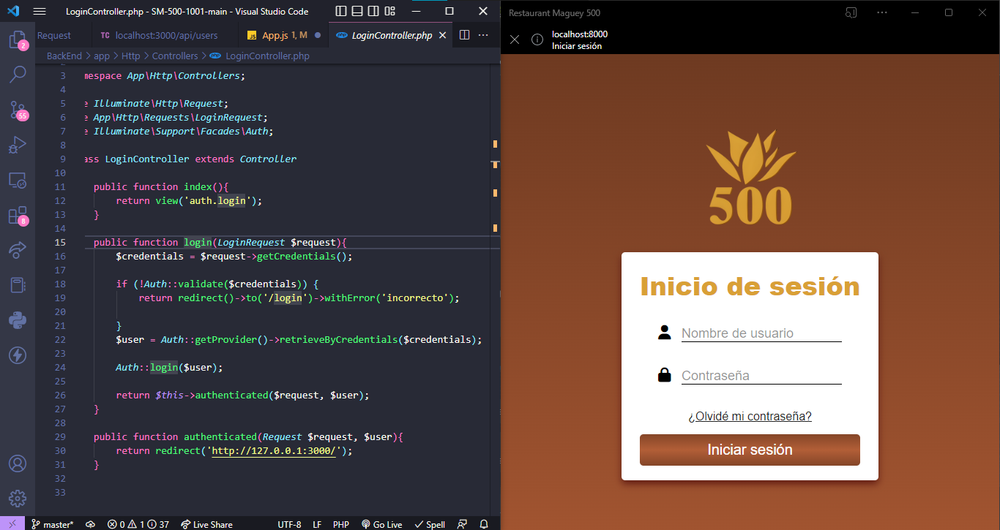 LoginController.php - SM-500-1001-main - Visual Studio Code
Request
TC localhost:3000/api/users
JS App.js 1, M
php LoginController.php
BackEnd > app > Http > Controllers > php LoginController.php
3 mespace App\Http\Controllers;
4
5 e Illuminate\Http\Request;
6 e App\Http\Requests\LoginRequest;
7 e Illuminate\Support\Facades\Auth;
8
9 ass LoginController extends Controller
10
11 public function index(){
12 return view('auth.login');
13 }
14
15 public function login(LoginRequest $request){
16 $credentials = $request->getCredentials();
17
18 if (!Auth::validate($credentials)) {
19 return redirect()->to('/login')->withError('incorrecto');
20
21 }
22 $user = Auth::getProvider()->retrieveByCredentials($credentials);
23
24 Auth::login($user);
25
26 return $this->authenticated($request, $user);
27 }
28
29 public function authenticated(Request $request, $user){
30 return redirect('http://127.0.0.1:3000/');
31 }
32
33
2
55
8
master*
0 1 37
Live Share
UTF-8
LF
PHP
Go Live
Spell
Restaurant Maguey 500
localhost:8000
Iniciar sesión
500
Inicio de sesión
Nombre de usuario
Contraseña
¿Olvidé mi contraseña?
Iniciar sesión